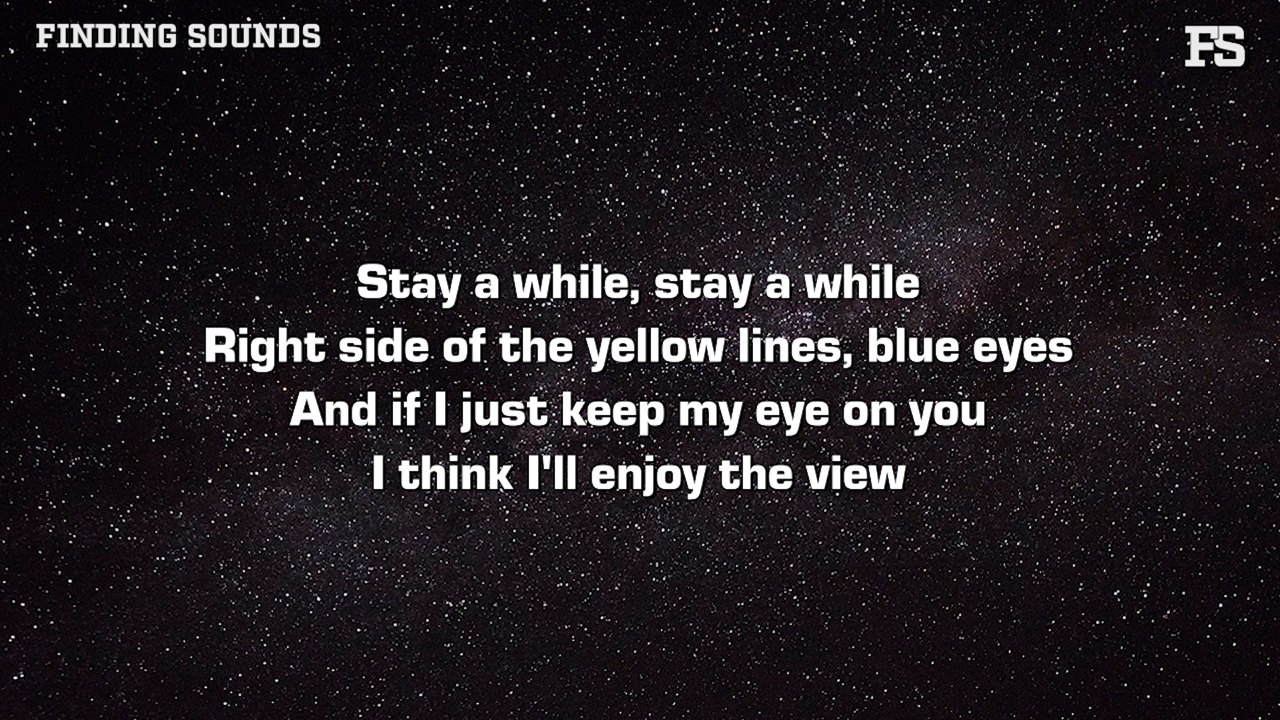 FINDING SOUNDS
FS
Stay a while, stay a while
Right side of the yellow lines, blue eyes
And if I just keep my eye on you
I think I'll enjoy the view